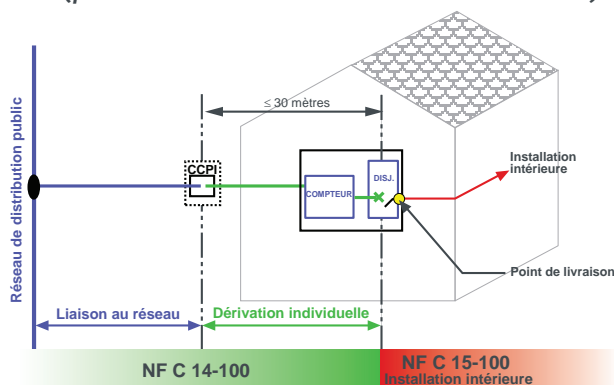 ≤ 30 mètres
CCPI
DISJ.
COMPTEUR
Installation
intérieure
Réseau de distribution public
Point de livraison
Liaison au réseau
Dérivation individuelle
NF C 14-100
NF C 15-100
Installation intérieure